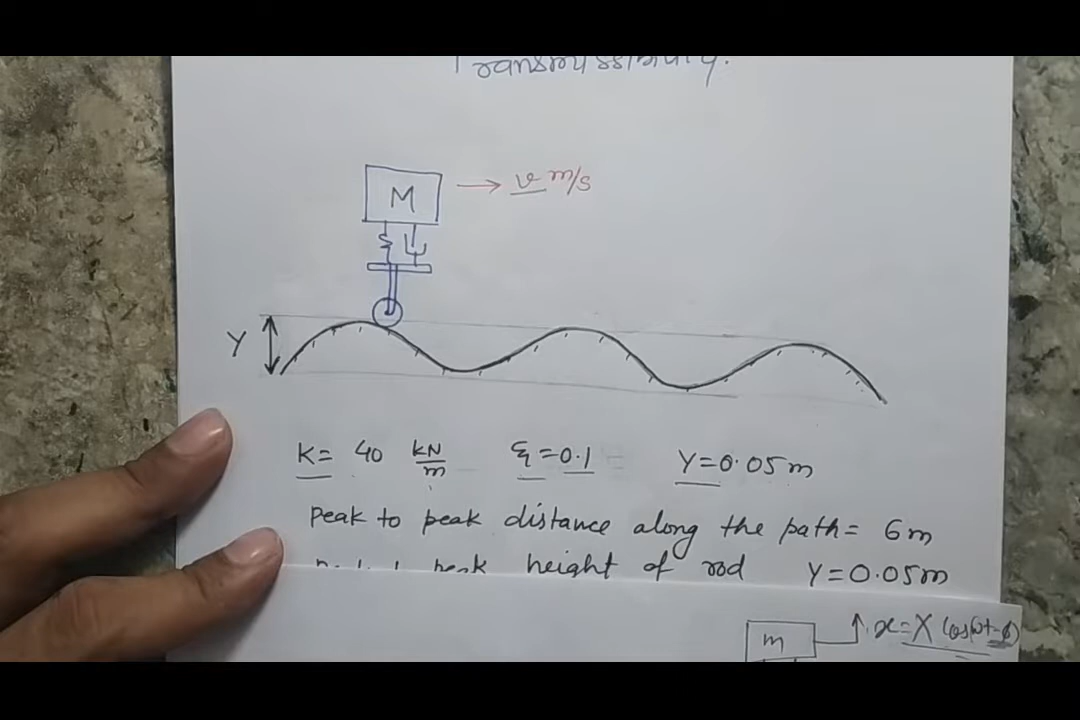 M → v m/s
Y
K = 40 kN/m ξ = 0.1 Y = 0.05m
Peak to peak distance along the path = 6m
height of rod Y = 0.05m
m x = X Cos(ωt-ϕ)